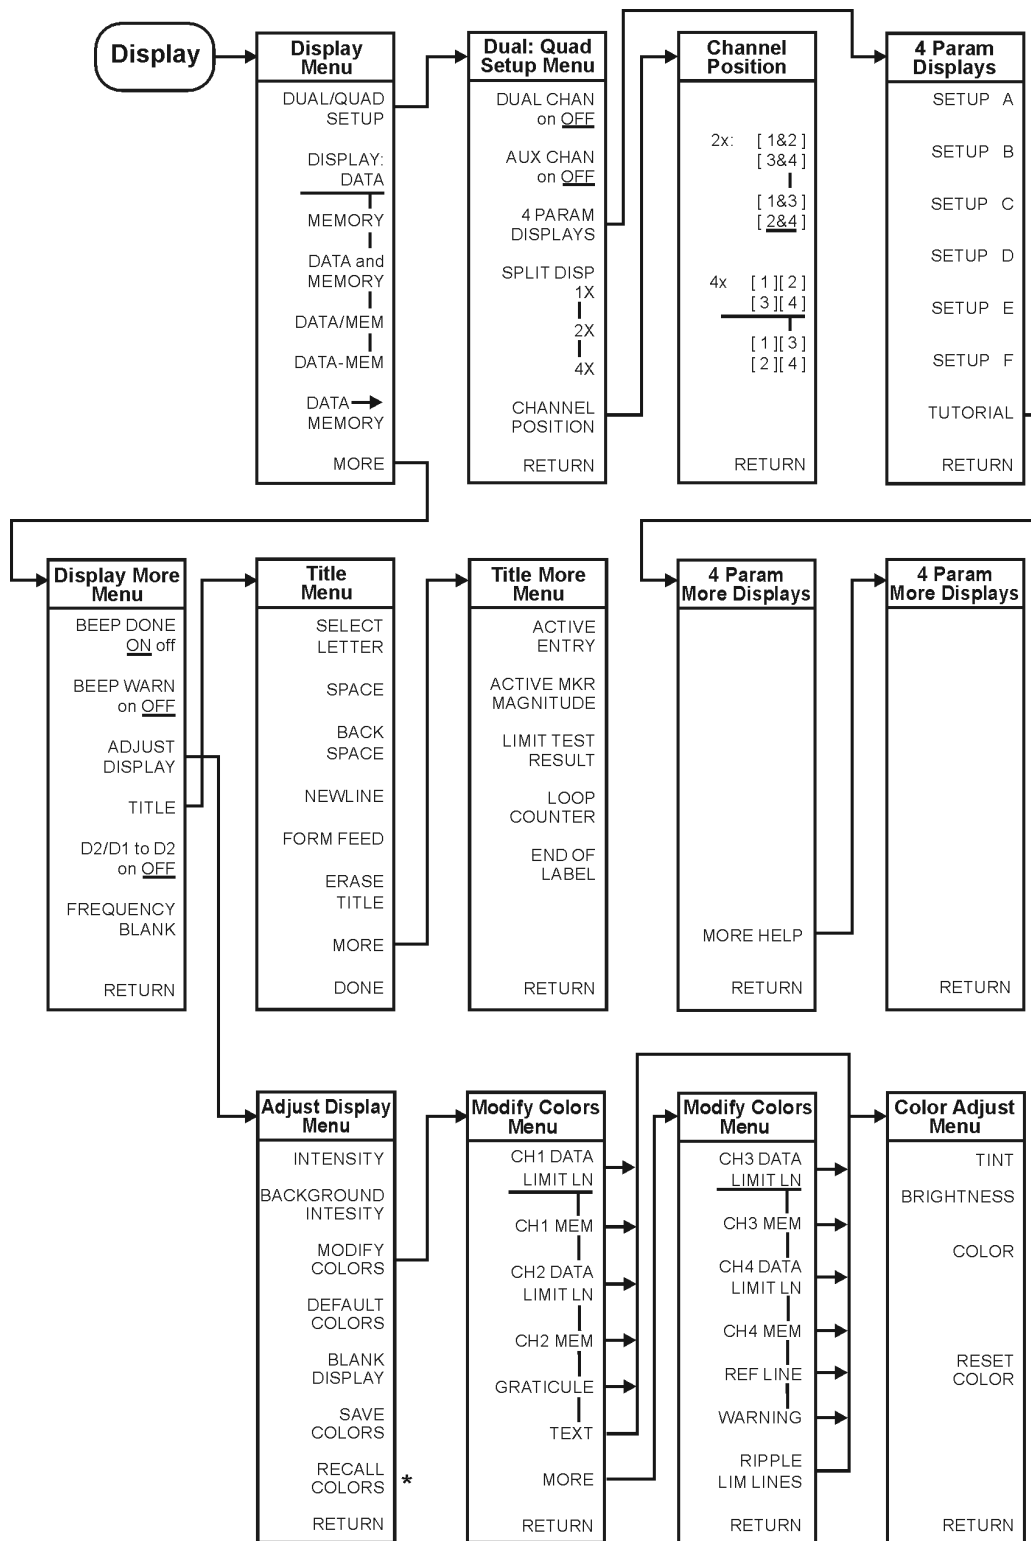 Display
Display
Menu
DUAL/QUAD
SETUP
DISPLAY:
DATA
MEMORY
DATA and
MEMORY
DATA/MEM
DATA-MEM
DATA
MEMORY
MORE
Dual: Quad
Setup Menu
DUAL CHAN
on OFF
AUX CHAN
on OFF
4 PARAM
DISPLAYS
SPLIT DISP
1X
2X
4X
CHANNEL
POSITION
RETURN
Channel
Position
2x: [ 1&2 ]
[ 3&4 ]
[ 1&3 ]
[ 2&4 ]
4x [ 1 ][ 2 ]
[ 3 ][ 4 ]
[ 1 ][ 3 ]
[ 2 ][ 4 ]
RETURN
4 Param
Displays
SETUP A
SETUP B
SETUP C
SETUP D
SETUP E
SETUP F
TUTORIAL
RETURN
Display More
Menu
BEEP DONE
ON off
BEEP WARN
on OFF
ADJUST
DISPLAY
TITLE
D2/D1 to D2
on OFF
FREQUENCY
BLANK
RETURN
Title
Menu
SELECT
LETTER
SPACE
BACK
SPACE
NEWLINE
FORM FEED
ERASE
TITLE
MORE
DONE
Title More
Menu
ACTIVE
ENTRY
ACTIVE MKR
MAGNITUDE
LIMIT TEST
RESULT
LOOP
COUNTER
END OF
LABEL
RETURN
4 Param
More Displays
MORE HELP
RETURN
4 Param
More Displays
RETURN
Adjust Display
Menu
INTENSITY
BACKGROUND
INTESITY
MODIFY
COLORS
DEFAULT
COLORS
BLANK
DISPLAY
SAVE
COLORS
RECALL
COLORS *
RETURN
Modify Colors
Menu
CH1 DATA
LIMIT LN
CH1 MEM
CH2 DATA
LIMIT LN
CH2 MEM
GRATICULE
TEXT
MORE
RETURN
Modify Colors
Menu
CH3 DATA
LIMIT LN
CH3 MEM
CH4 DATA
LIMIT LN
CH4 MEM
REF LINE
WARNING
RIPPLE
LIM LINES
RETURN
Color Adjust
Menu
TINT
BRIGHTNESS
COLOR
RESET
COLOR
RETURN